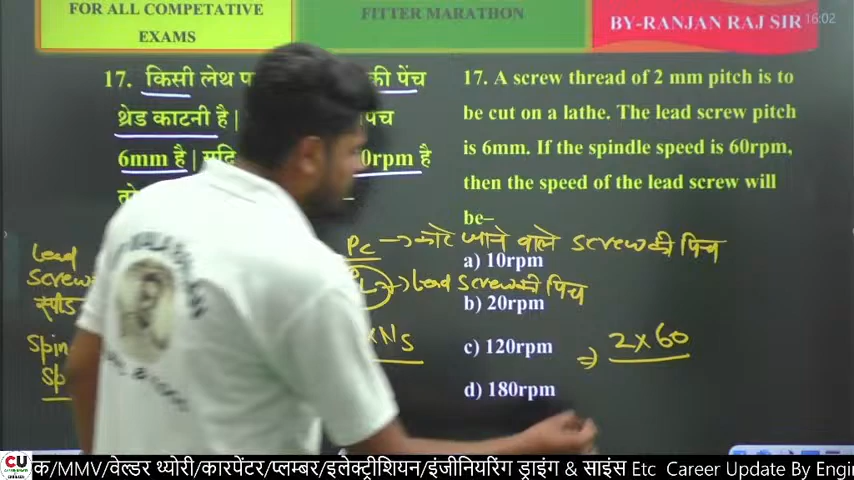 FOR ALL COMPETATIVE
EXAMS
FITTER MARATHON
BY-RANJAN RAJ SIR
16:02
17. किसी लेथ
की पेंच
थ्रेड काटनी है |
पिच
6mm है |
0rpm है
17. A screw thread of 2 mm pitch is to
be cut on a lathe. The lead screw pitch
is 6mm. If the spindle speed is 60rpm,
then the speed of the lead screw will
be–
a) 10rpm
b) 20rpm
c) 120rpm
d) 180rpm
Lead
Screw
स्पीड
Spin
Sp
Pc → काटे जाने वाले screw की पिच
L → Lead screw की पिच
×Ns
⇒ 2×60
CU
क/MMV/वेल्डर थ्योरी/कारपेंटर/प्लम्बर/इलेक्ट्रीशियन/इंजीनियरिंग ड्राइंग & साइंस Etc Career Update By Engi